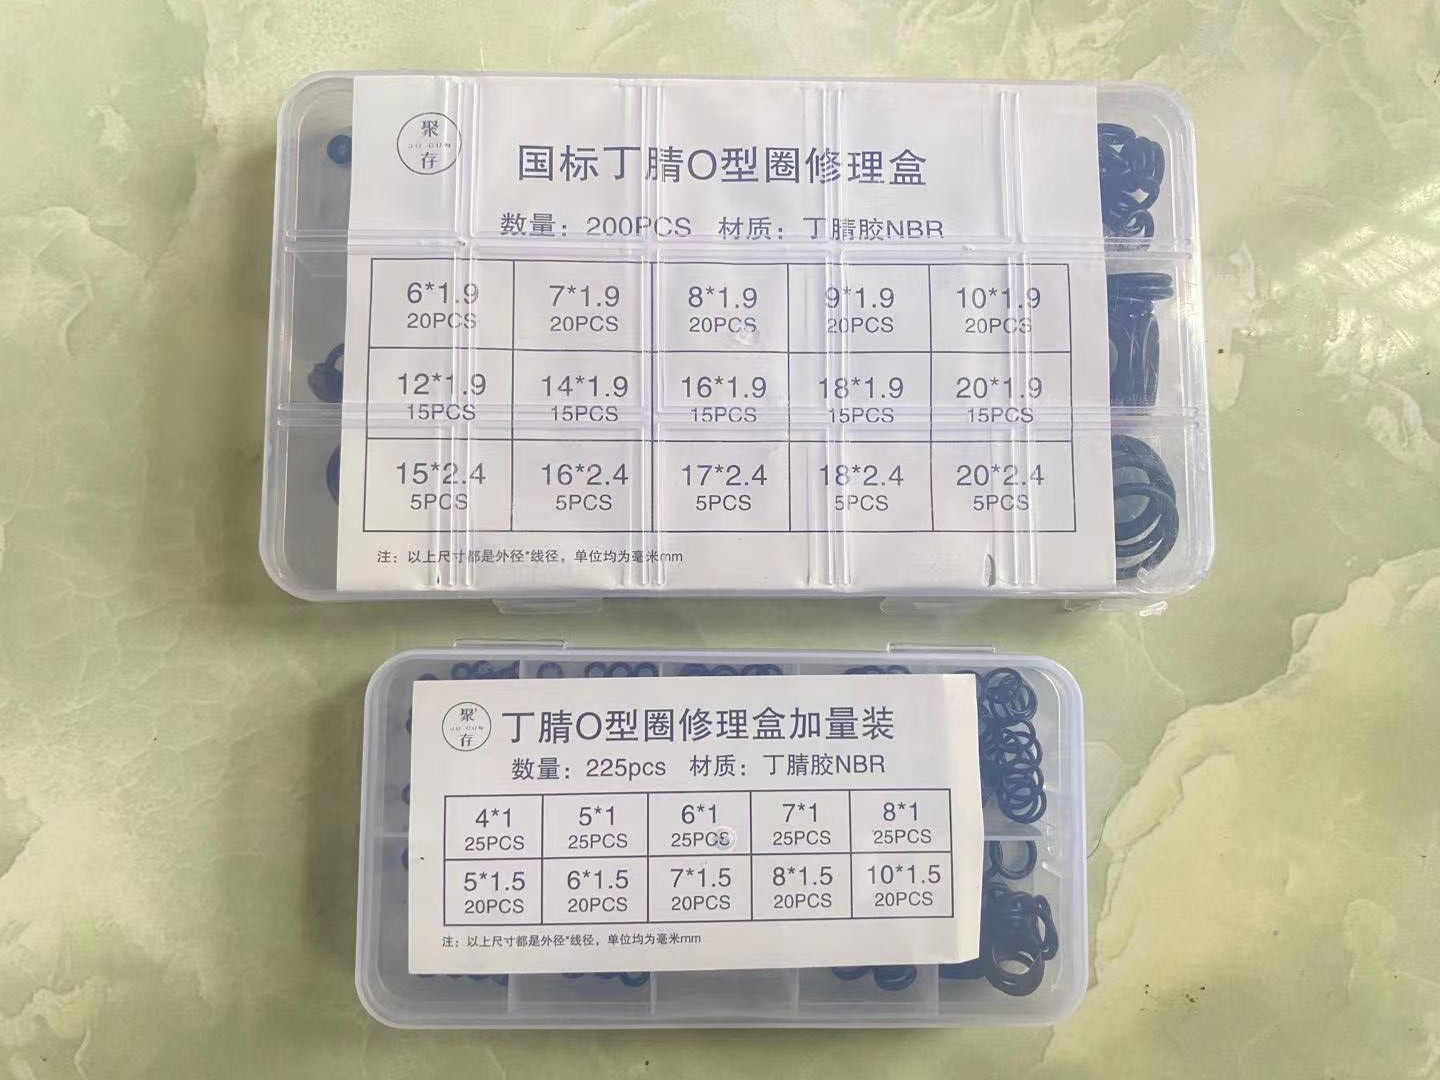 聚
JU CUN
存
国标丁腈O型圈修理盒
数量：200PCS 材质：丁腈胶NBR
6*1.9 7*1.9 8*1.9 9*1.9 10*1.9
20PCS 20PCS 20PCS 20PCS 20PCS
12*1.9 14*1.9 16*1.9 18*1.9 20*1.9
15PCS 15PCS 15PCS 15PCS 15PCS
15*2.4 16*2.4 17*2.4 18*2.4 20*2.4
5PCS 5PCS 5PCS 5PCS 5PCS
注：以上尺寸都是外径*线径，单位均为毫米mm
聚
JU CUN
存
丁腈O型圈修理盒加量装
数量：225pcs 材质：丁腈胶NBR
4*1 5*1 6*1 7*1 8*1
25PCS 25PCS 25PCS 25PCS 25PCS
5*1.5 6*1.5 7*1.5 8*1.5 10*1.5
20PCS 20PCS 20PCS 20PCS 20PCS
注：以上尺寸都是外径*线径，单位均为毫米mm